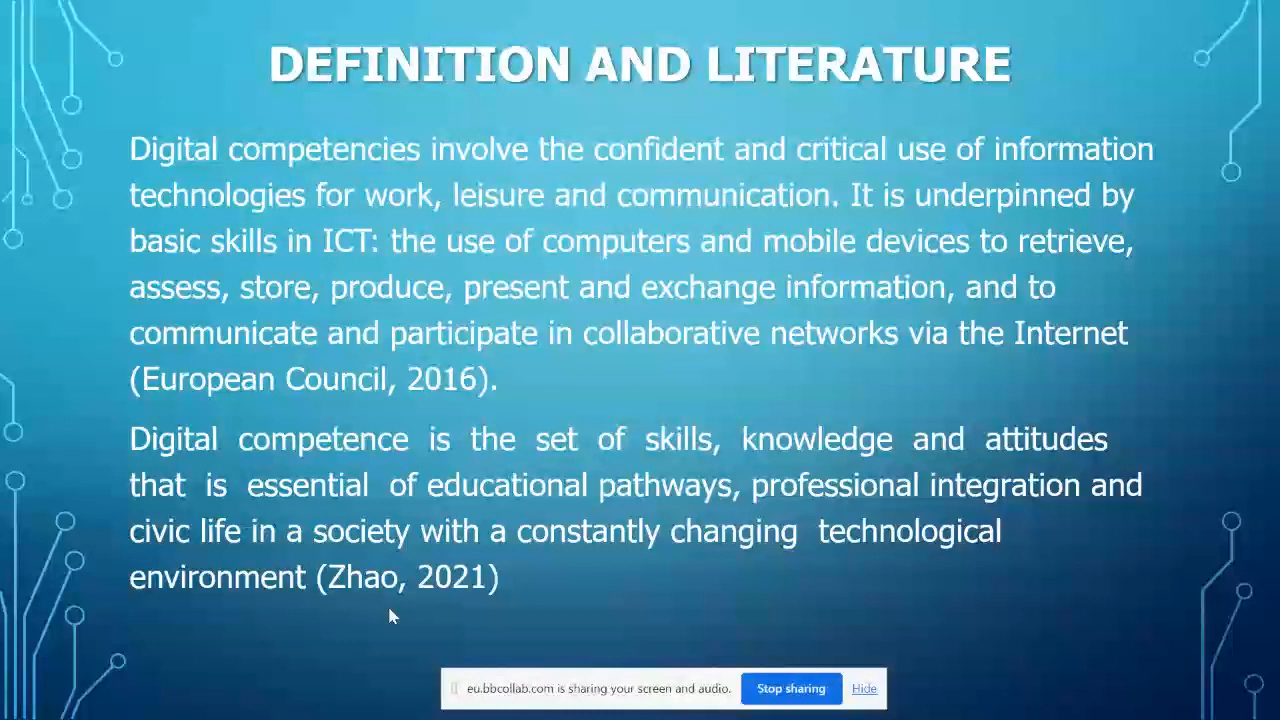 DEFINITION AND LITERATURE
Digital competencies involve the confident and critical use of information
technologies for work, leisure and communication. It is underpinned by
basic skills in ICT: the use of computers and mobile devices to retrieve,
assess, store, produce, present and exchange information, and to
communicate and participate in collaborative networks via the Internet
(European Council, 2016).
Digital competence is the set of skills, knowledge and attitudes
that is essential of educational pathways, professional integration and
civic life in a society with a constantly changing technological
environment (Zhao, 2021)
eu.bbcollab.com is sharing your screen and audio. Stop sharing Hide